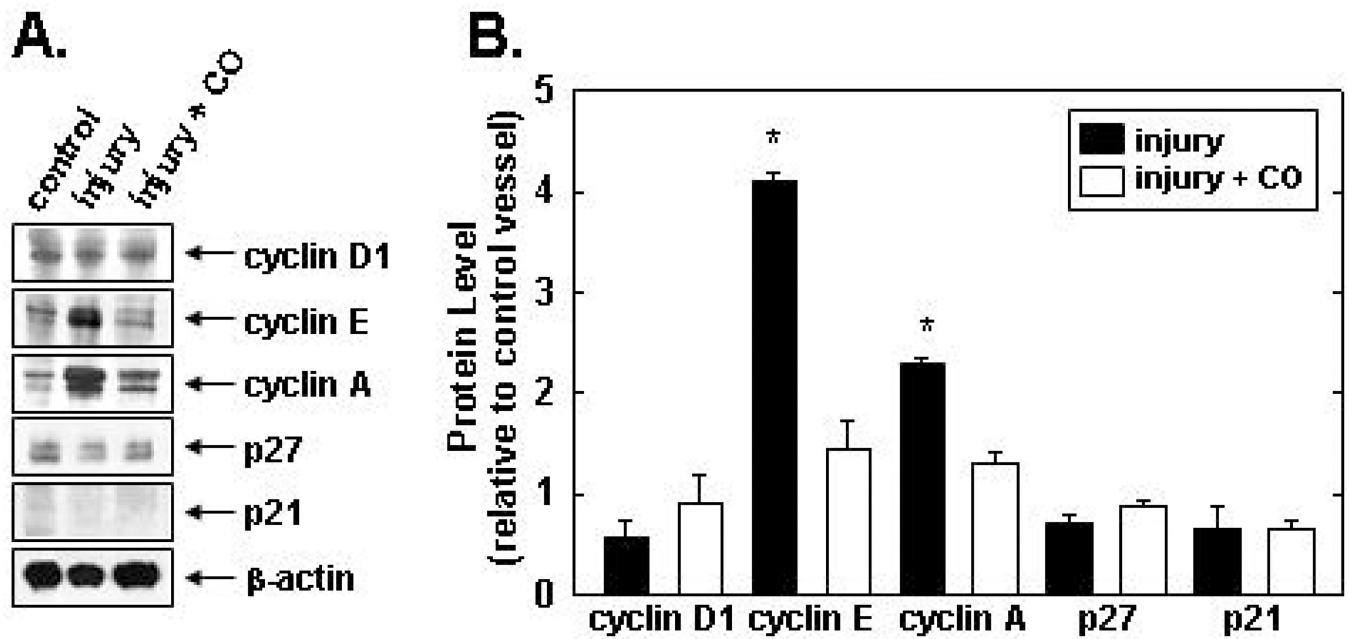 A.
control
injury
injury + CO
cyclin D1
cyclin E
cyclin A
p27
p21
β-actin
B.
Protein Level
(relative to control vessel)
5
4
3
2
1
0
*
*
injury
injury + CO
cyclin D1 cyclin E cyclin A p27 p21